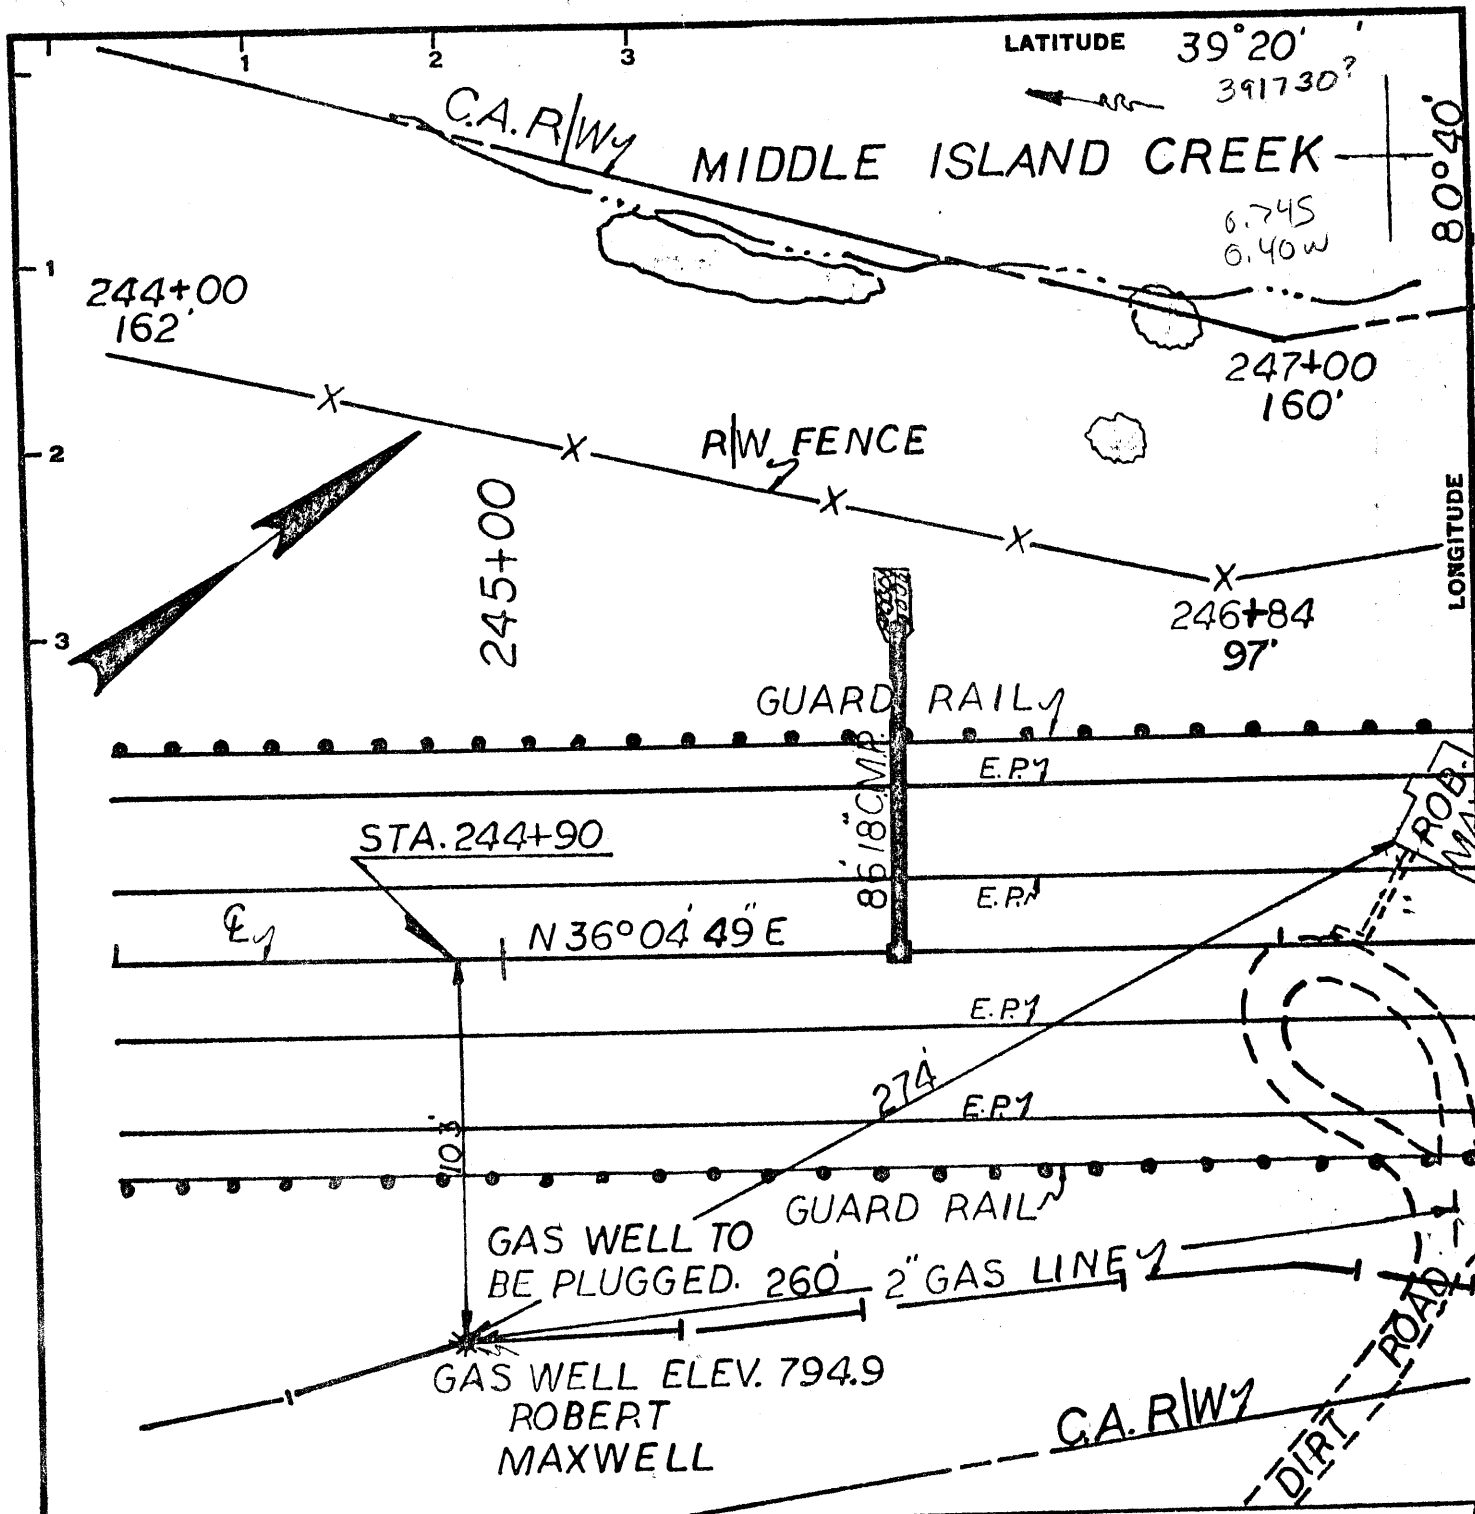 1 2 3
LATITUDE 39°20'
391730?
C.A. R/W
MIDDLE ISLAND CREEK
80°40'
6.74S
0.40W
1
244+00
162'
247+00
160'
2
R/W FENCE
245+00
LONGITUDE
246+84
97'
3
GUARD RAIL
E.P.
86' 18" C.M.P.
ROB.
STA. 244+90
E.P.
℄
N 36° 04' 49" E
E.P.
274'
E.P.
103'
GUARD RAIL
GAS WELL TO
BE PLUGGED. 260' 2" GAS LINE
GAS WELL ELEV. 794.9
ROBERT
MAXWELL
C.A. R/W
DIRT ROAD